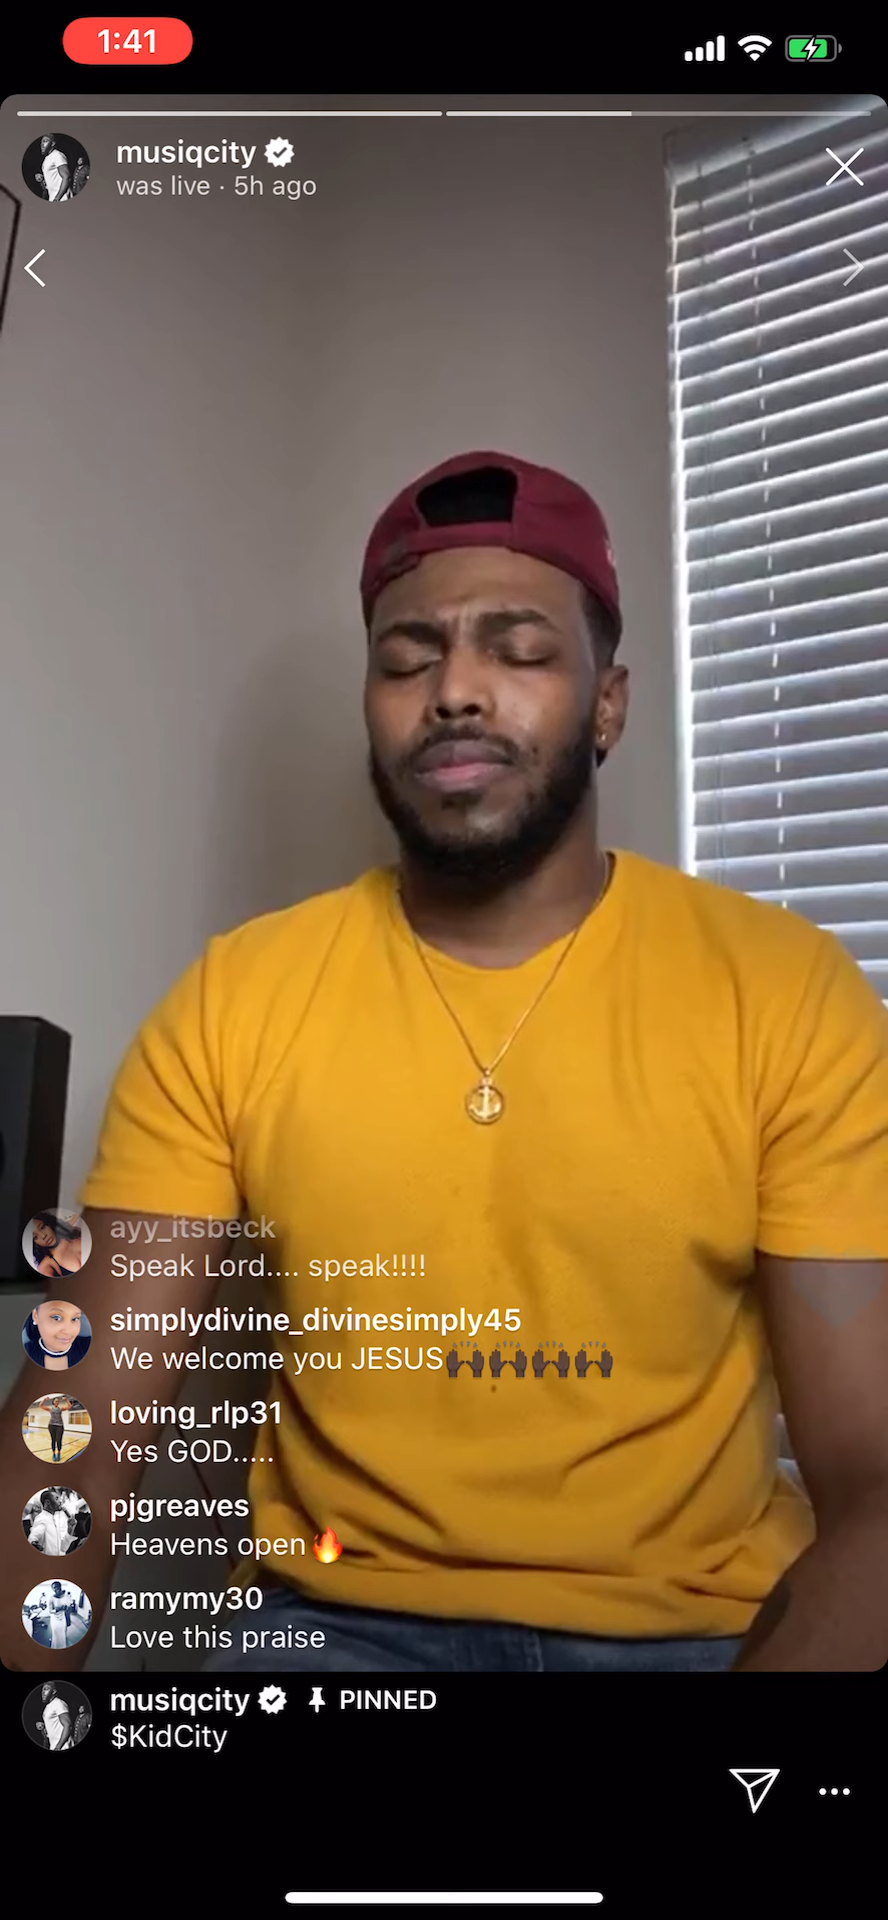 1:41
musiqcity
was live · 5h ago
ayy_itsbeck
Speak Lord.... speak!!!!
simplydivine_divinesimply45
We welcome you JESUS🙌🏿🙌🏿🙌🏿🙌🏿
loving_rlp31
Yes GOD.....
pjgreaves
Heavens open🔥
ramymy30
Love this praise
musiqcity PINNED
$KidCity